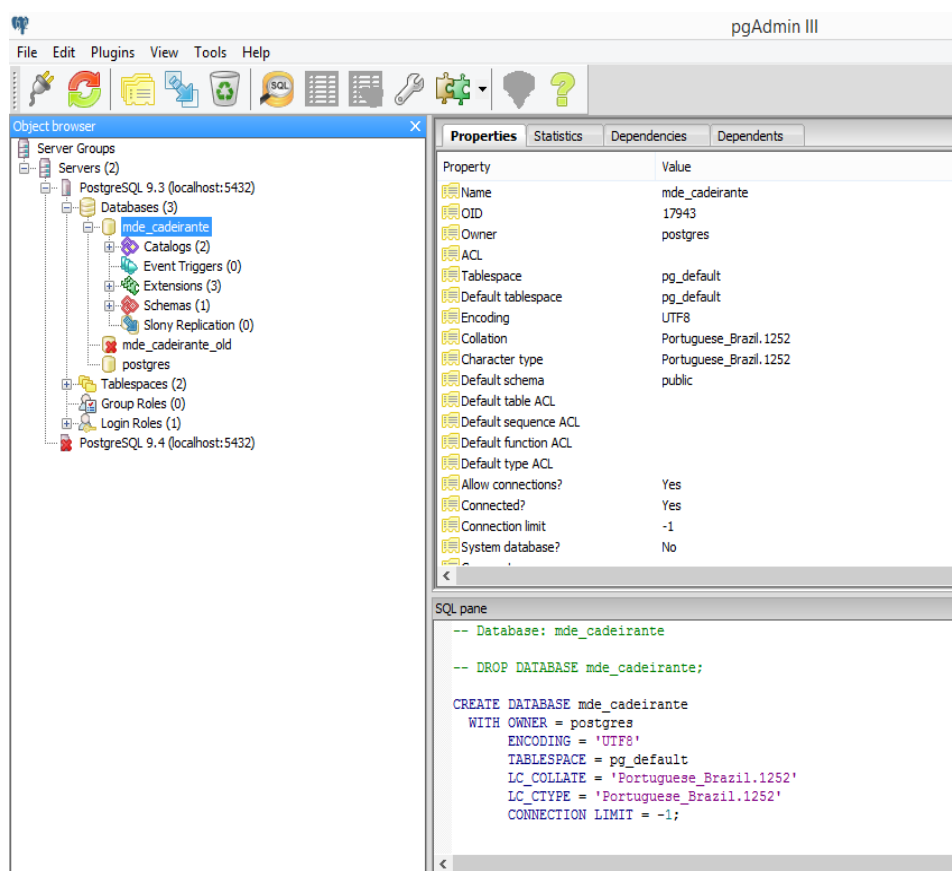 pgAdmin III
File Edit Plugins View Tools Help
SQL
Object browser
Server Groups
Servers (2)
PostgreSQL 9.3 (localhost:5432)
Databases (3)
mde_cadeirante
Catalogs (2)
Event Triggers (0)
Extensions (3)
Schemas (1)
Slony Replication (0)
mde_cadeirante_old
postgres
Tablespaces (2)
Group Roles (0)
Login Roles (1)
PostgreSQL 9.4 (localhost:5432)
Properties Statistics Dependencies Dependents
Property Value
Name mde_cadeirante
OID 17943
Owner postgres
ACL
Tablespace pg_default
Default tablespace pg_default
Encoding UTF8
Collation Portuguese_Brazil.1252
Character type Portuguese_Brazil.1252
Default schema public
Default table ACL
Default sequence ACL
Default function ACL
Default type ACL
Allow connections? Yes
Connected? Yes
Connection limit -1
System database? No
SQL pane
-- Database: mde_cadeirante
-- DROP DATABASE mde_cadeirante;
CREATE DATABASE mde_cadeirante
WITH OWNER = postgres
ENCODING = 'UTF8'
TABLESPACE = pg_default
LC_COLLATE = 'Portuguese_Brazil.1252'
LC_CTYPE = 'Portuguese_Brazil.1252'
CONNECTION LIMIT = -1;